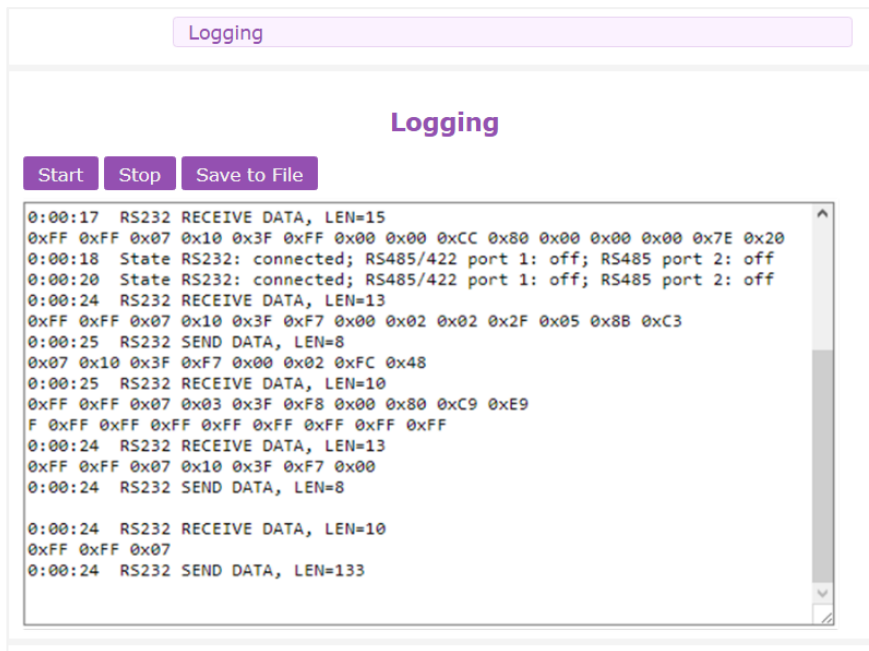 Logging
Logging
Start Stop Save to File
0:00:17 RS232 RECEIVE DATA, LEN=15
0xFF 0xFF 0x07 0x10 0x3F 0xFF 0x00 0x00 0xCC 0x80 0x00 0x00 0x00 0x7E 0x20
0:00:18 State RS232: connected; RS485/422 port 1: off; RS485 port 2: off
0:00:20 State RS232: connected; RS485/422 port 1: off; RS485 port 2: off
0:00:24 RS232 RECEIVE DATA, LEN=13
0xFF 0xFF 0x07 0x10 0x3F 0xF7 0x00 0x02 0x02 0x2F 0x05 0x8B 0xC3
0:00:25 RS232 SEND DATA, LEN=8
0x07 0x10 0x3F 0xF7 0x00 0x02 0xFC 0x48
0:00:25 RS232 RECEIVE DATA, LEN=10
0xFF 0xFF 0x07 0x03 0x3F 0xF8 0x00 0x80 0xC9 0xE9
F 0xFF 0xFF 0xFF 0xFF 0xFF 0xFF 0xFF 0xFF
0:00:24 RS232 RECEIVE DATA, LEN=13
0xFF 0xFF 0x07 0x10 0x3F 0xF7 0x00
0:00:24 RS232 SEND DATA, LEN=8
0:00:24 RS232 RECEIVE DATA, LEN=10
0xFF 0xFF 0x07
0:00:24 RS232 SEND DATA, LEN=133